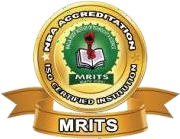 NBA ACCREDITATION
MRITS
ISO CERTIFIED INSTITUTION
MRITS